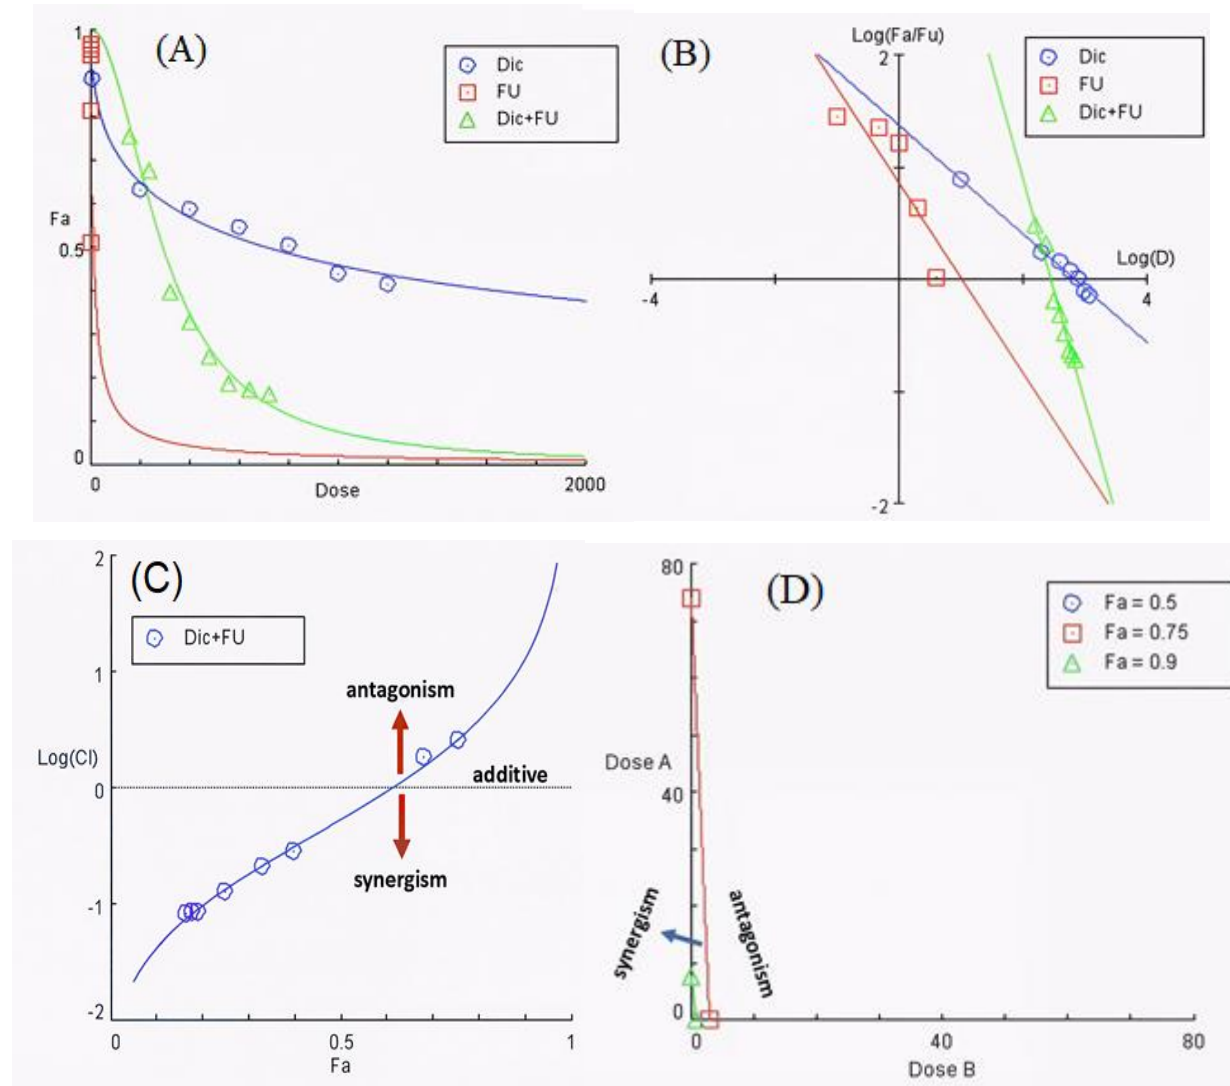 (A)
Dic
FU
Dic+FU
1
Fa
0.5
0
0
Dose
2000
(B)
Log(Fa/Fu)
2
Dic
FU
Dic+FU
Log(D)
-4
4
-2
(C)
2
Dic+FU
1
antagonism
Log(CI)
additive
0
synergism
-1
-2
0
0.5
1
Fa
(D)
80
Fa = 0.5
Fa = 0.75
Fa = 0.9
Dose A
40
synergism
antagonism
0
0
40
80
Dose B